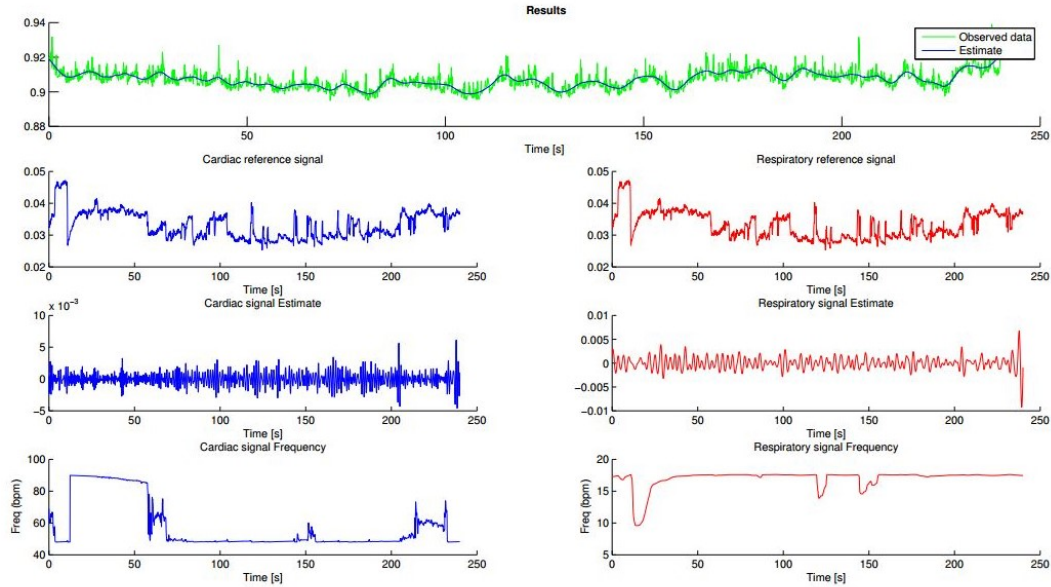 Results
0.94
0.92
0.9
0.88
Observed data
Estimate
0 50 100 150 200 250
Time [s]
Cardiac reference signal
0.05
0.04
0.03
0.02
0 50 100 150 200 250
Time [s]
Respiratory reference signal
0.05
0.04
0.03
0.02
0 50 100 150 200 250
Time [s]
Cardiac signal Estimate
x 10⁻³
10
5
0
−5
0 50 100 150 200 250
Time [s]
Respiratory signal Estimate
0.01
0.005
0
−0.005
−0.01
0 50 100 150 200 250
Time [s]
Cardiac signal Frequency
Freq (bpm)
100
80
60
40
0 50 100 150 200 250
Time [s]
Respiratory signal Frequency
Freq (bpm)
20
15
10
5
0 50 100 150 200 250
Time [s]